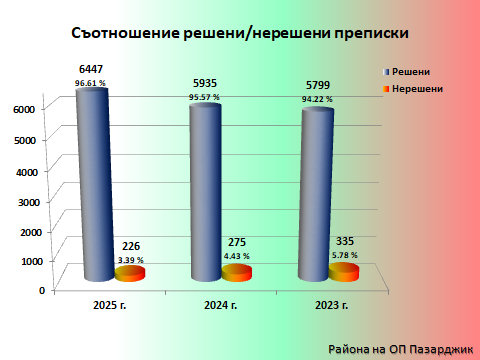 Съотношение решени/нерешени преписки
6447
96.61 %
5935
95.57 %
5799
94.22 %
Решени
Нерешени
6000
5000
4000
3000
2000
1000
0
226
3.39 %
275
4.43 %
335
5.78 %
2025 г.
2024 г.
2023 г.
Района на ОП Пазарджик